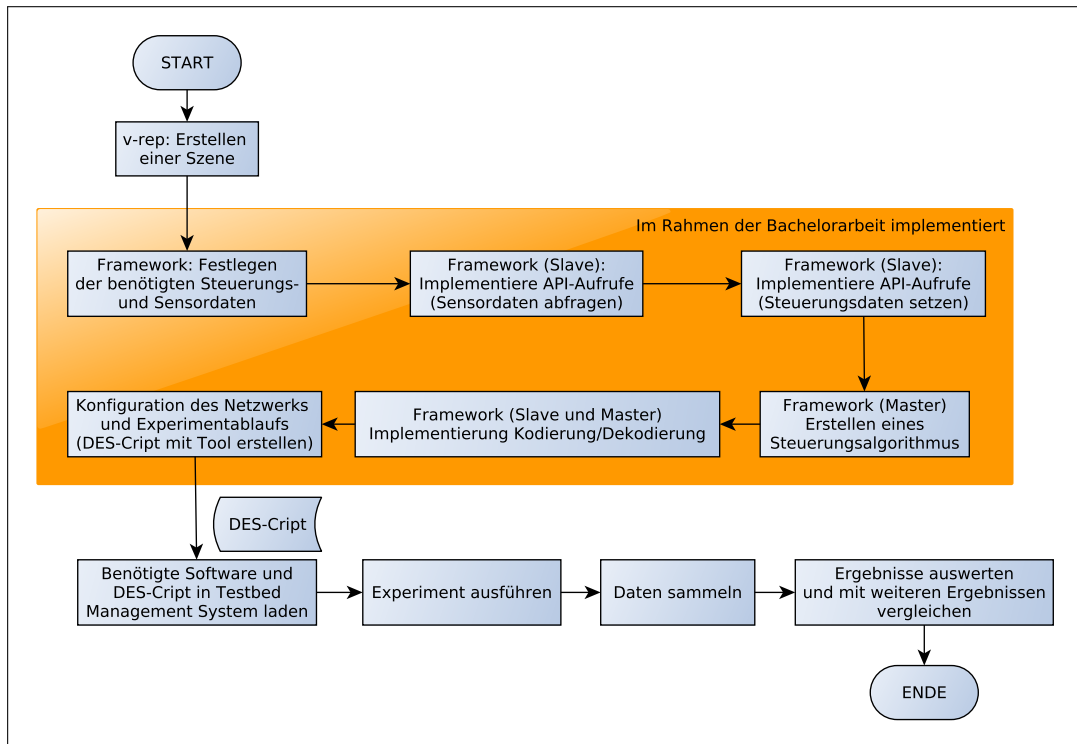 START
v-rep: Erstellen
einer Szene
Im Rahmen der Bachelorarbeit implementiert
Framework: Festlegen
der benötigten Steuerungs-
und Sensordaten
Framework (Slave):
Implementiere API-Aufrufe
(Sensordaten abfragen)
Framework (Slave):
Implementiere API-Aufrufe
(Steuerungsdaten setzen)
Framework (Master)
Erstellen eines
Steuerungsalgorithmus
Framework (Slave und Master)
Implementierung Kodierung/Dekodierung
Konfiguration des Netzwerks
und Experimentablaufs
(DES-Cript mit Tool erstellen)
DES-Cript
Benötigte Software und
DES-Cript in Testbed
Management System laden
Experiment ausführen
Daten sammeln
Ergebnisse auswerten
und mit weiteren Ergebnissen
vergleichen
ENDE